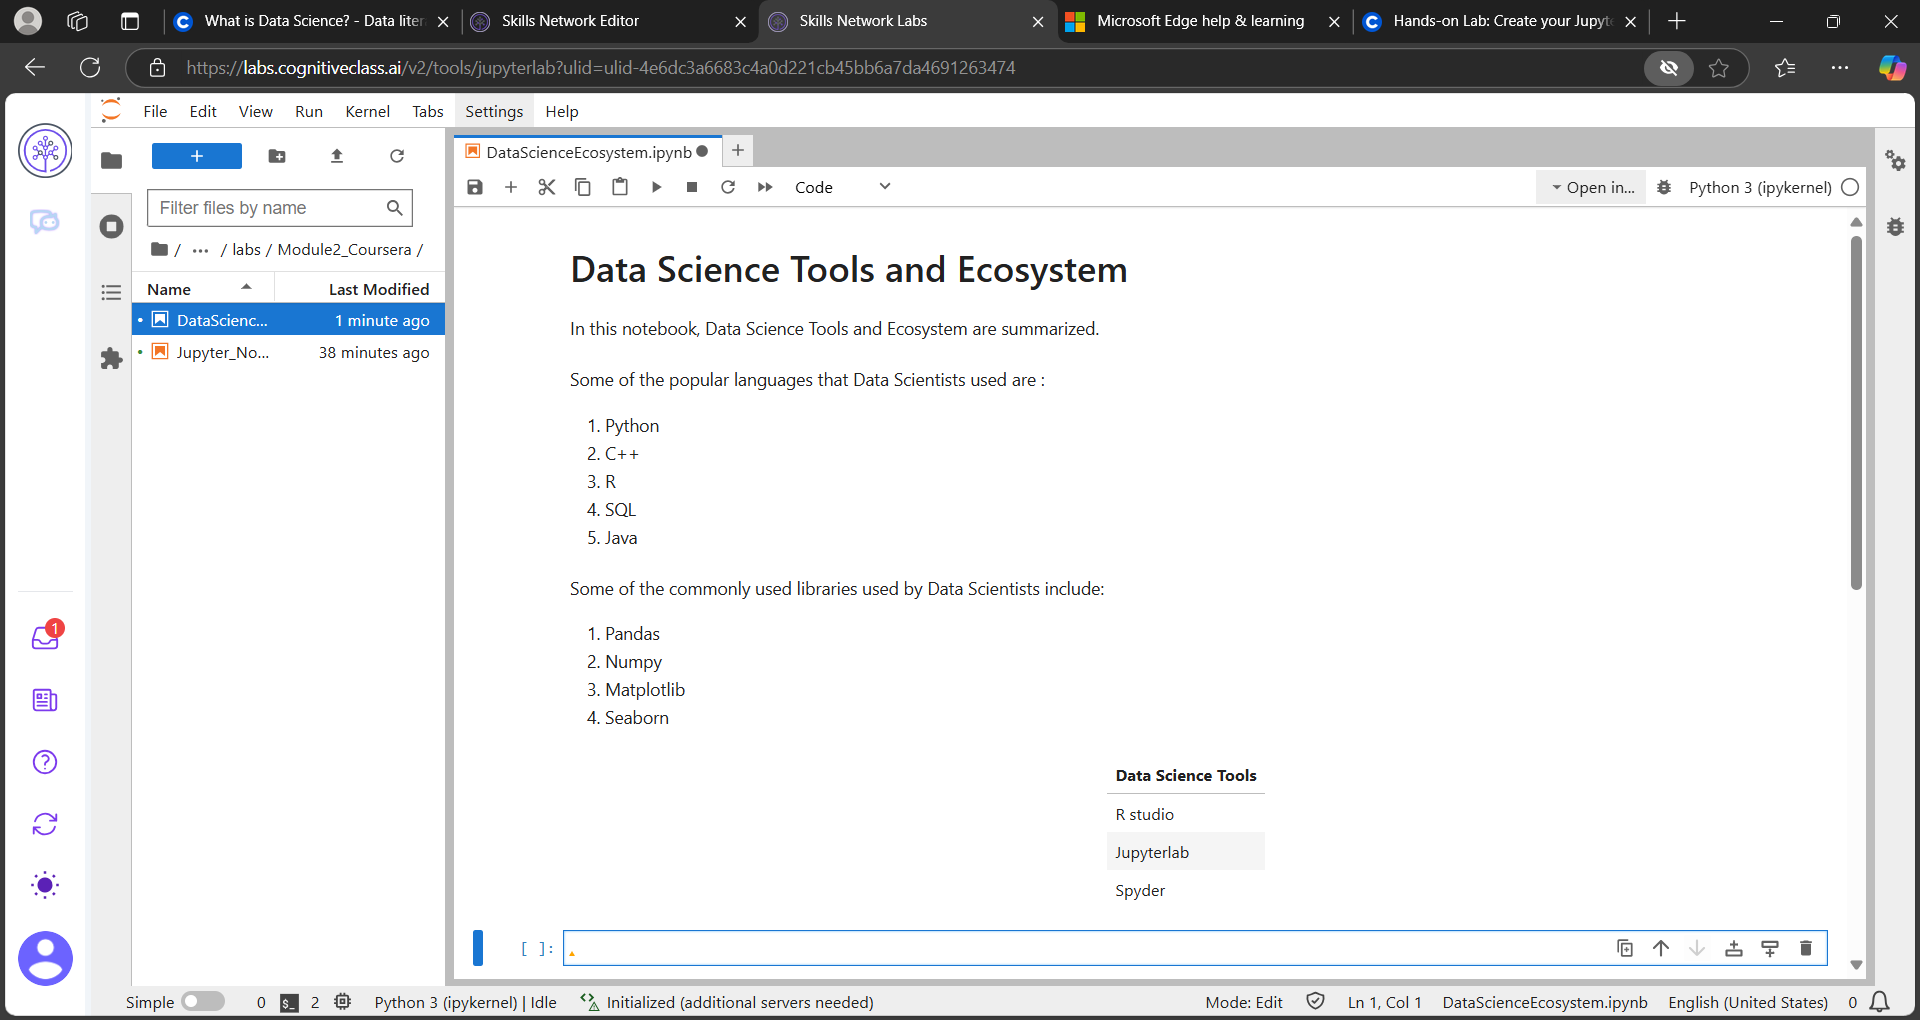 What is Data Science? - Data liter
Skills Network Editor
Skills Network Labs
Microsoft Edge help & learning
Hands-on Lab: Create your Jupyt
https://labs.cognitiveclass.ai/v2/tools/jupyterlab?ulid=ulid-4e6dc3a6683c4a0d221cb45bb6a7da4691263474
File Edit View Run Kernel Tabs Settings Help
DataScienceEcosystem.ipynb
Code
Open in...
Python 3 (ipykernel)
Filter files by name
/ ... / labs / Module2_Coursera /
Name Last Modified
DataScienc... 1 minute ago
Jupyter_No... 38 minutes ago
1
Data Science Tools and Ecosystem
In this notebook, Data Science Tools and Ecosystem are summarized.
Some of the popular languages that Data Scientists used are :
1. Python
2. C++
3. R
4. SQL
5. Java
Some of the commonly used libraries used by Data Scientists include:
1. Pandas
2. Numpy
3. Matplotlib
4. Seaborn
Data Science Tools
R studio
Jupyterlab
Spyder
[ ]:
Simple 0 $_ 2 Python 3 (ipykernel) | Idle Initialized (additional servers needed) Mode: Edit Ln 1, Col 1 DataScienceEcosystem.ipynb English (United States) 0